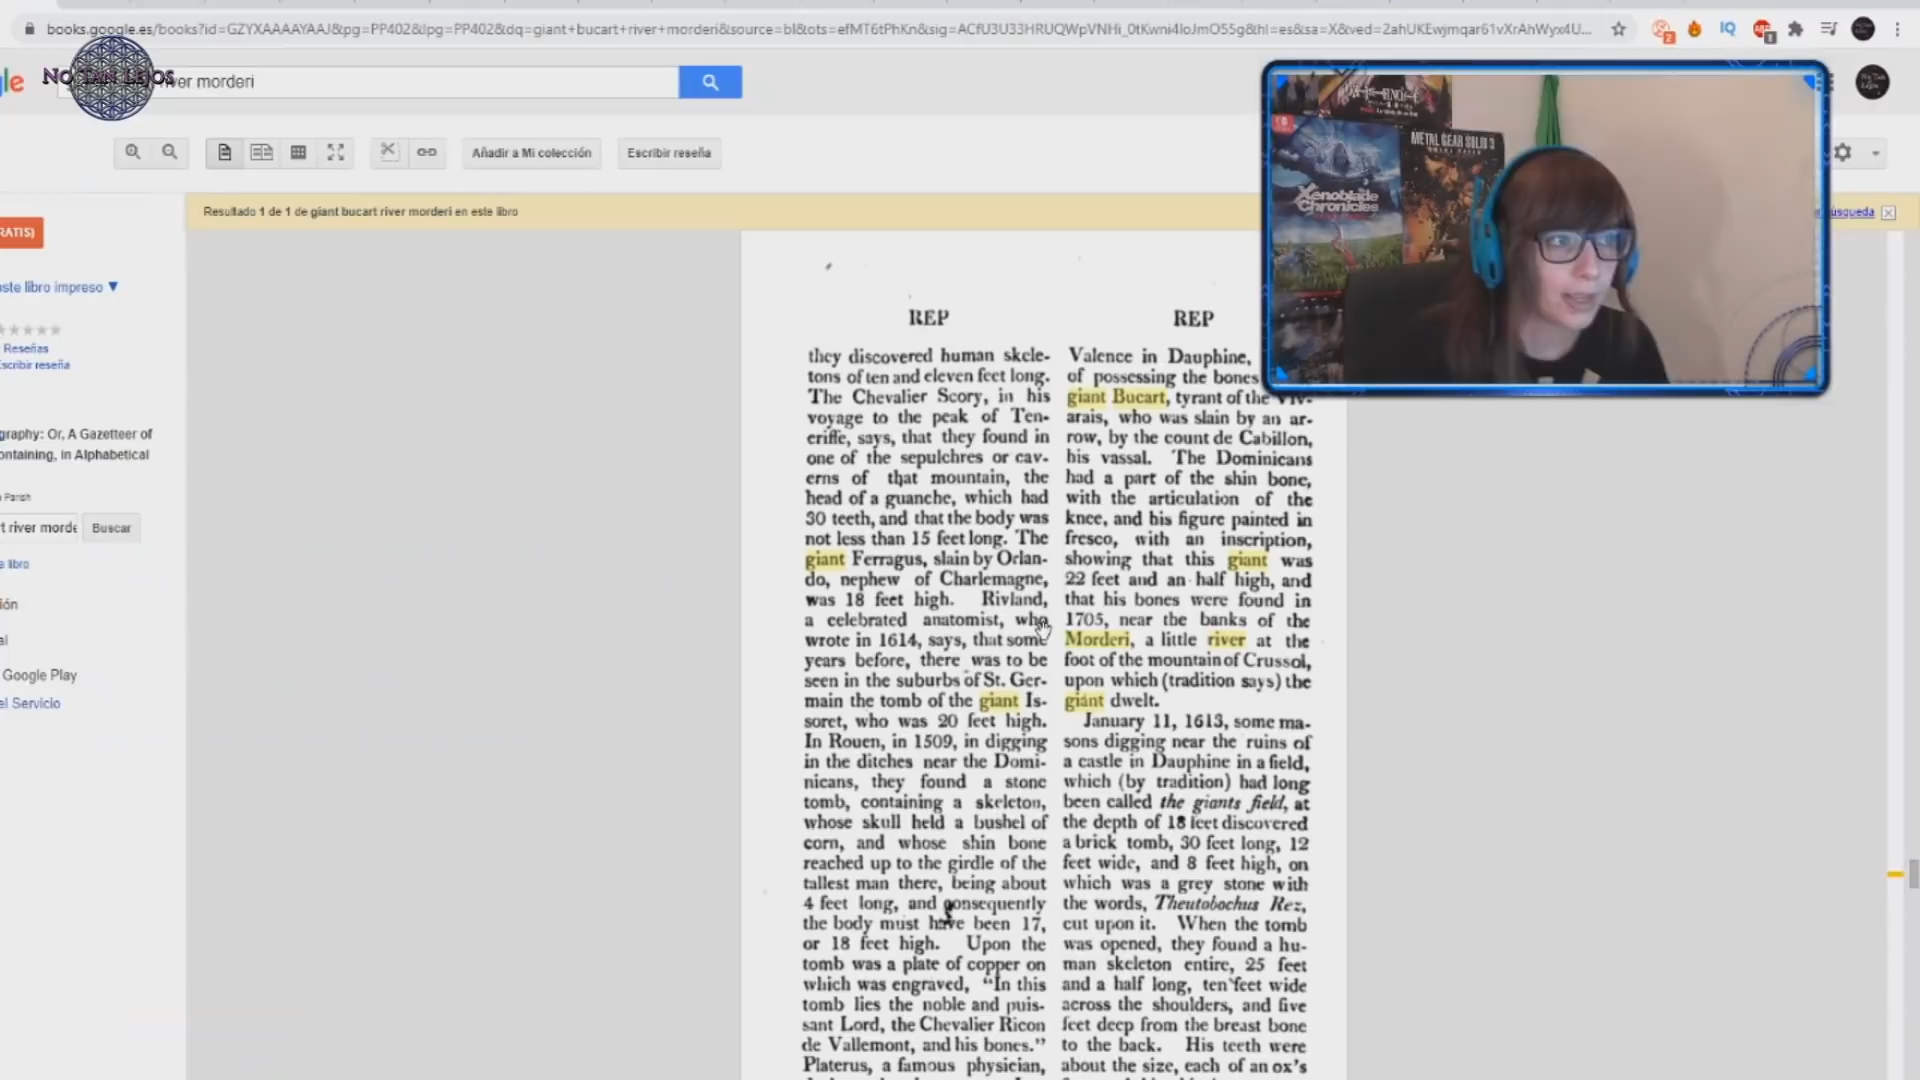 books.google.es/books?id=GZYXAAAAYAAJ&pg=PP402&lpg=PP402&dq=giant+bucart+river+morderi&source=bl&ots=efMT6tPhKn&sig=ACfU3U33HRUQWpVNHi_0tKwni4IoJmO5Sg&hl=es&sa=X&ved=2ahUKEwjmqar61vXrAhWyx4U...
NO TAN LEJOS
river morderi
Añadir a Mi colección
Escribir reseña
METAL GEAR SOLID 3
Xenoblade
Chronicles
Resultado 1 de 1 de giant bucart river morderi en este libro
búsqueda
RATIS)
este libro impreso ▼
Reseñas
Escribir reseña
graphy: Or, A Gazetteer of
ontaining, in Alphabetical
Parish
t river morde
Buscar
e libro
ión
al
Google Play
el Servicio
REP
they discovered human skele-
tons of ten and eleven feet long.
The Chevalier Scory, in his
voyage to the peak of Ten-
eriffe, says, that they found in
one of the sepulchres or cav-
erns of that mountain, the
head of a guanche, which had
30 teeth, and that the body was
not less than 15 feet long. The
giant Ferragus, slain by Orlan-
do, nephew of Charlemagne,
was 18 feet high. Rivland,
a celebrated anatomist, who
wrote in 1614, says, that some
years before, there was to be
seen in the suburbs of St. Ger-
main the tomb of the giant Is-
soret, who was 20 feet high.
In Rouen, in 1509, in digging
in the ditches near the Domi-
nicans, they found a stone
tomb, containing a skeleton,
whose skull held a bushel of
corn, and whose shin bone
reached up to the girdle of the
tallest man there, being about
4 feet long, and consequently
the body must have been 17,
or 18 feet high. Upon the
tomb was a plate of copper on
which was engraved, "In this
tomb lies the noble and puis-
sant Lord, the Chevalier Ricon
de Vallemont, and his bones."
Platerus, a famous physician,
REP
Valence in Dauphine,
of possessing the bones
giant Bucart, tyrant of the Viv-
arais, who was slain by an ar-
row, by the count de Cabillon,
his vassal. The Dominicans
had a part of the shin bone,
with the articulation of the
knee, and his figure painted in
fresco, with an inscription,
showing that this giant was
22 feet and an half high, and
that his bones were found in
1705, near the banks of the
Morderi, a little river at the
foot of the mountain of Crussol,
upon which (tradition says) the
giant dwelt.
January 11, 1613, some ma-
sons digging near the ruins of
a castle in Dauphine in a field,
which (by tradition) had long
been called the giants field, at
the depth of 18 feet discovered
a brick tomb, 30 feet long, 12
feet wide, and 8 feet high, on
which was a grey stone with
the words, Theutobochus Rez,
cut upon it. When the tomb
was opened, they found a hu-
man skeleton entire, 25 feet
and a half long, ten feet wide
across the shoulders, and five
feet deep from the breast bone
to the back. His teeth were
about the size, each of an ox's